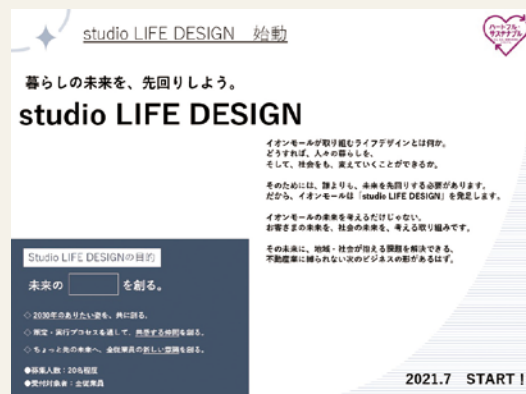 studio LIFE DESIGN 始動
ハートフル・
サステナブル
暮らしの未来を、先回りしよう。
studio LIFE DESIGN
イオンモールが取り組むライフデザインとは何か。
どうすれば、人々の暮らしを、
そして、社会をも、変えていくことができるか。
そのためには、誰よりも、未来を先回りする必要があります。
だから、イオンモールは「studio LIFE DESIGN」を発足します。
イオンモールの未来を考えるだけじゃない。
お客さまの未来を、社会の未来を、考える取り組みです。
その未来に、地域・社会が抱える課題を解決できる、
不動産業に縛られない次のビジネスの形があるはず。
Studio LIFE DESIGNの目的
未来の を創る。
◇ 2030年のありたい姿を、共に創る。
◇ 策定・実行プロセスを通して、共感する仲間を創る。
◇ ちょっと先の未来へ、全従業員の新しい意識を創る。
●募集人数：20名程度
●受付対象者：全従業員
2021.7 START！